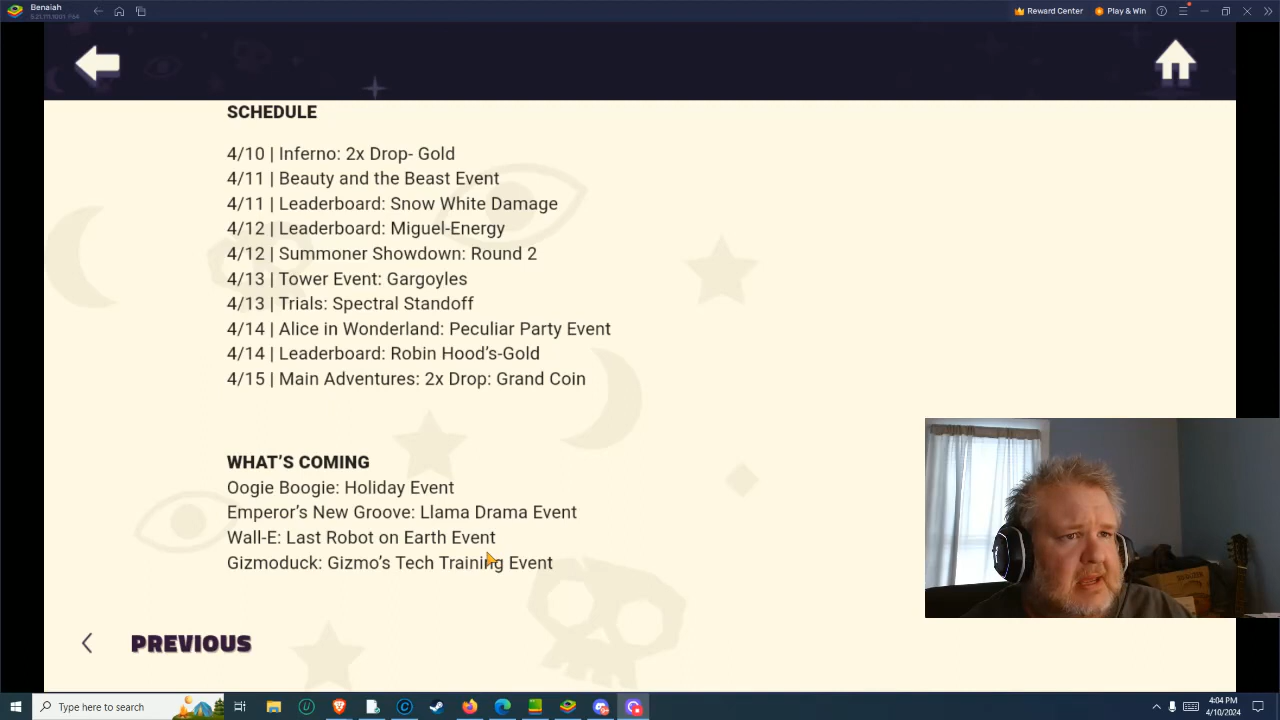 Benaiah
5.21.111.1001 P64
Reward Center
Play & Win
SCHEDULE
4/10 | Inferno: 2x Drop- Gold
4/11 | Beauty and the Beast Event
4/11 | Leaderboard: Snow White Damage
4/12 | Leaderboard: Miguel-Energy
4/12 | Summoner Showdown: Round 2
4/13 | Tower Event: Gargoyles
4/13 | Trials: Spectral Standoff
4/14 | Alice in Wonderland: Peculiar Party Event
4/14 | Leaderboard: Robin Hood’s-Gold
4/15 | Main Adventures: 2x Drop: Grand Coin
WHAT’S COMING
Oogie Boogie: Holiday Event
Emperor’s New Groove: Llama Drama Event
Wall-E: Last Robot on Earth Event
Gizmoduck: Gizmo’s Tech Training Event
PREVIOUS
Type here to search
4:04 PM
4/10/2024